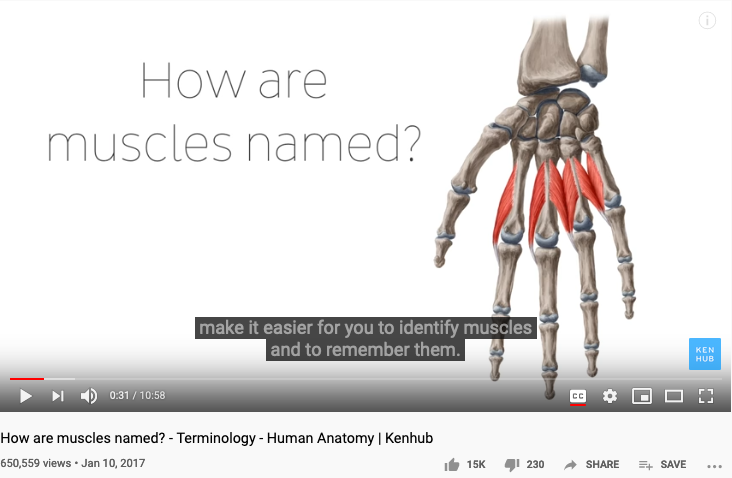 How are
muscles named?
make it easier for you to identify muscles
and to remember them.
KEN
HUB
0:31 / 10:58
CC
How are muscles named? - Terminology - Human Anatomy | Kenhub
650,559 views • Jan 10, 2017
15K
230
SHARE
SAVE